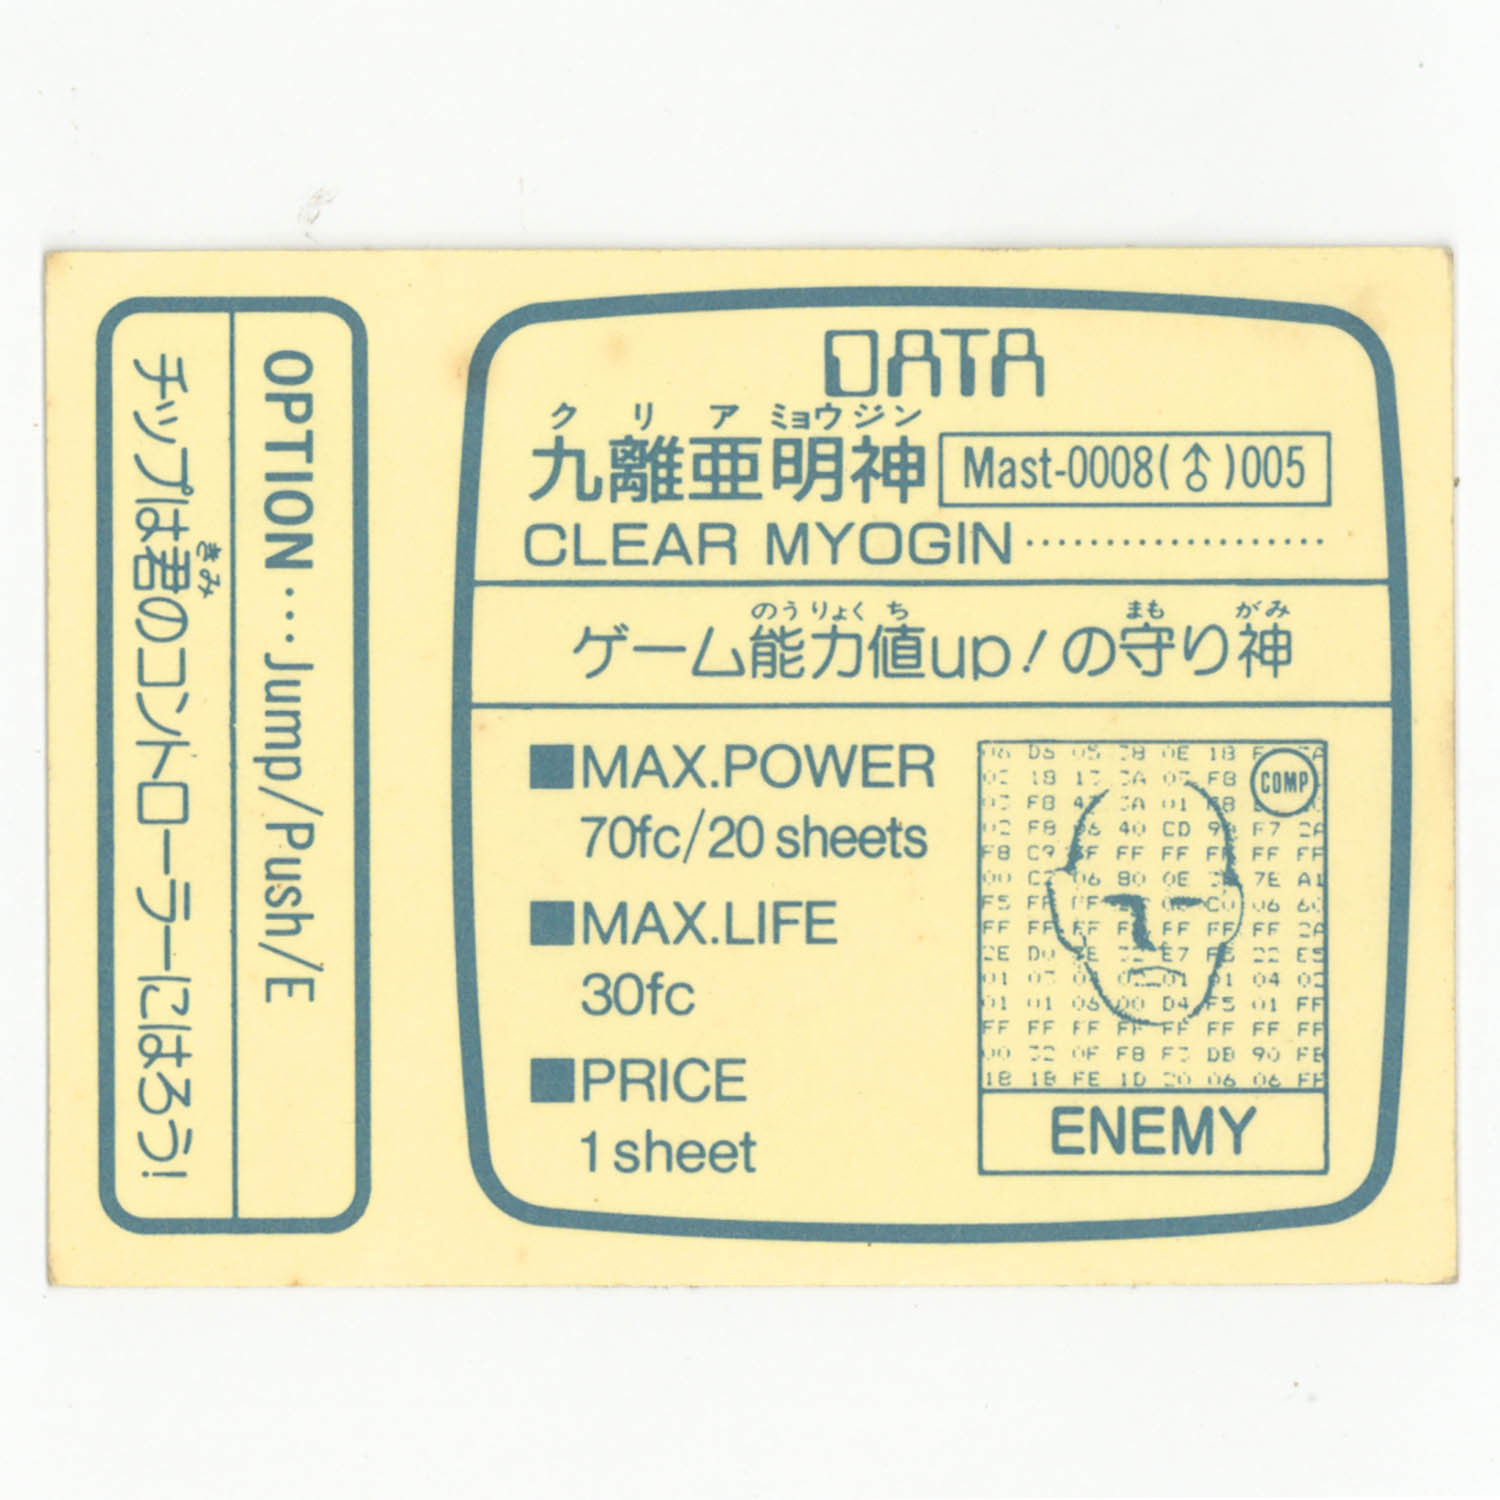 OPTION…Jump/Push/E
チップは君のコントローラーにはろう!
きみ
DATA
ク リ ア ミョウジン
九離亜明神 Mast-0008(♂)005
CLEAR MYOGIN····················
のうりょくち まも がみ
ゲーム能力値up!の守り神
■MAX.POWER
70fc/20 sheets
■MAX.LIFE
30fc
■PRICE
1 sheet
COMP
ENEMY